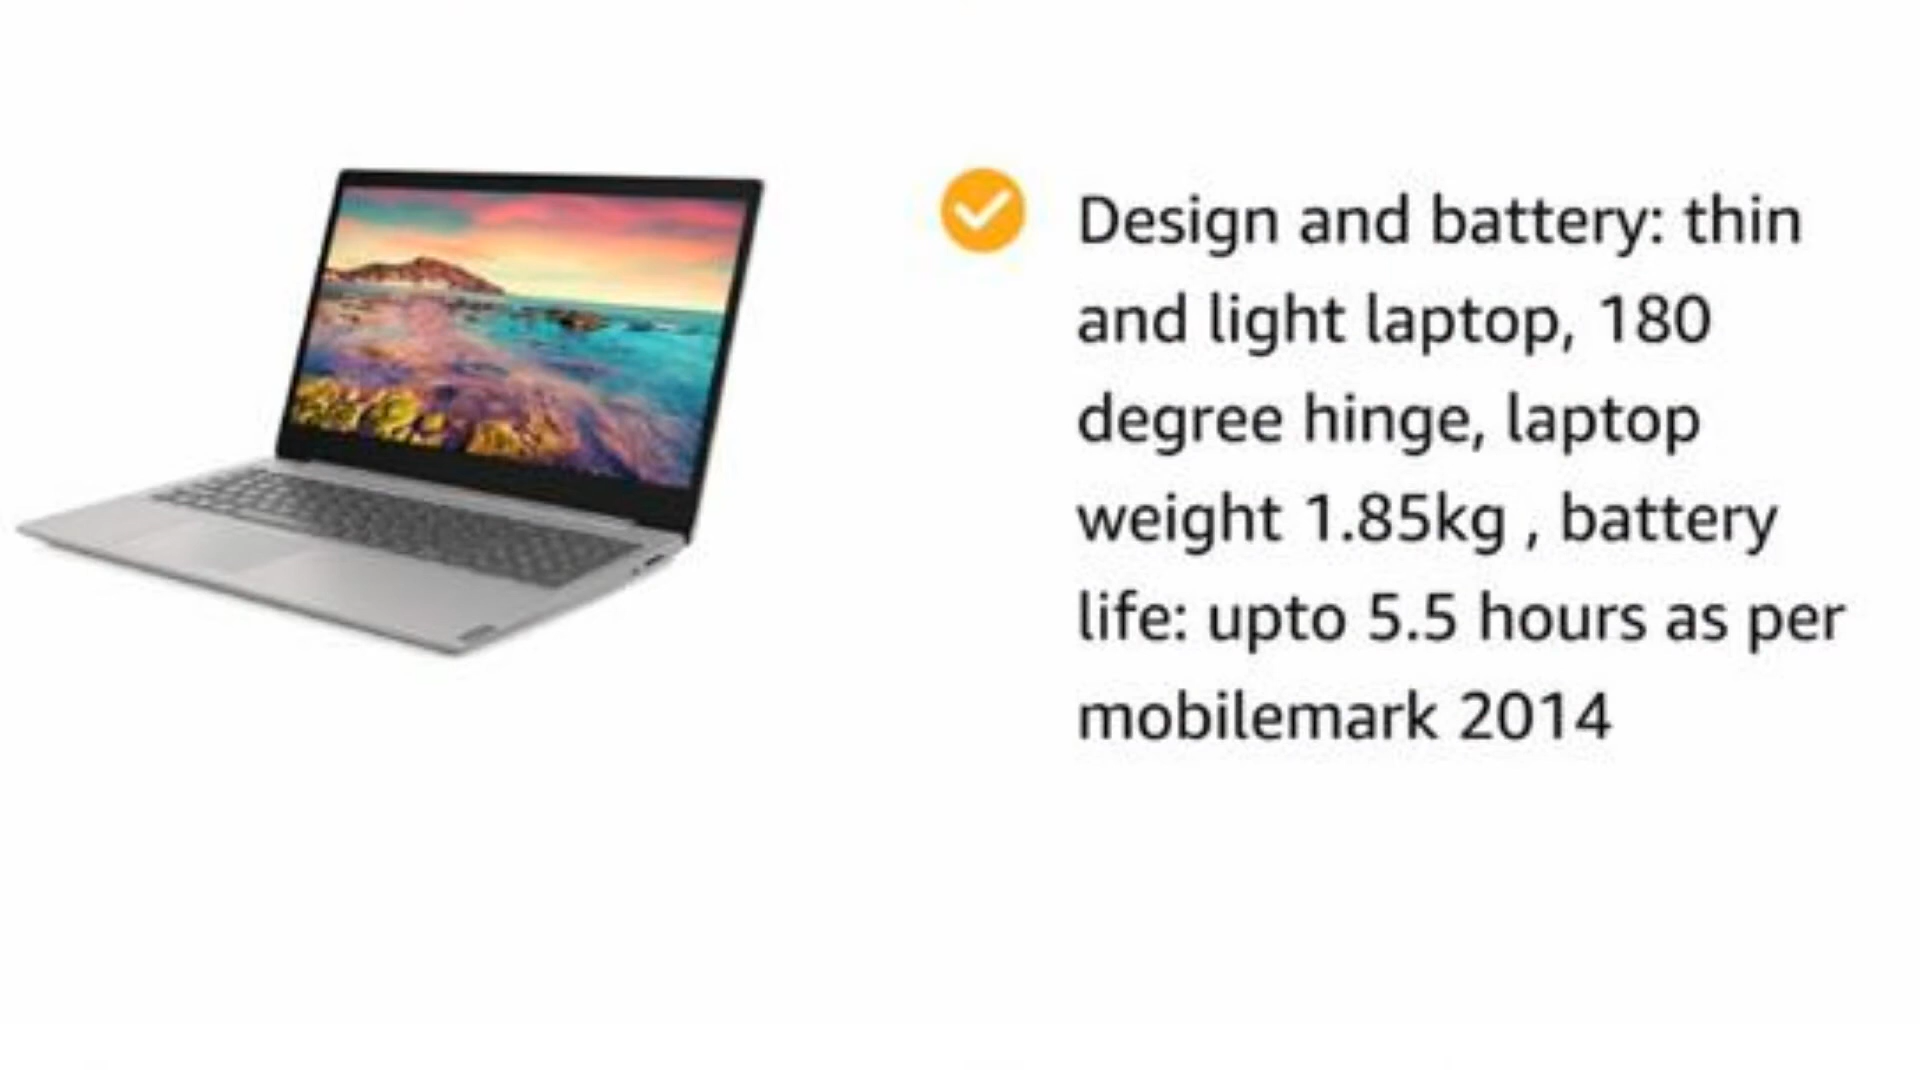 Design and battery: thin
and light laptop, 180
degree hinge, laptop
weight 1.85kg , battery
life: upto 5.5 hours as per
mobilemark 2014